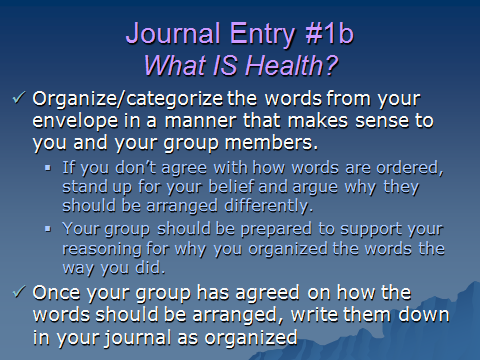 Journal Entry #1b
What IS Health?
✓ Organize/categorize the words from your
envelope in a manner that makes sense to
you and your group members.
▪ If you don't agree with how words are ordered,
stand up for your belief and argue why they
should be arranged differently.
▪ Your group should be prepared to support your
reasoning for why you organized the words the
way you did.
✓ Once your group has agreed on how the
words should be arranged, write them down
in your journal as organized